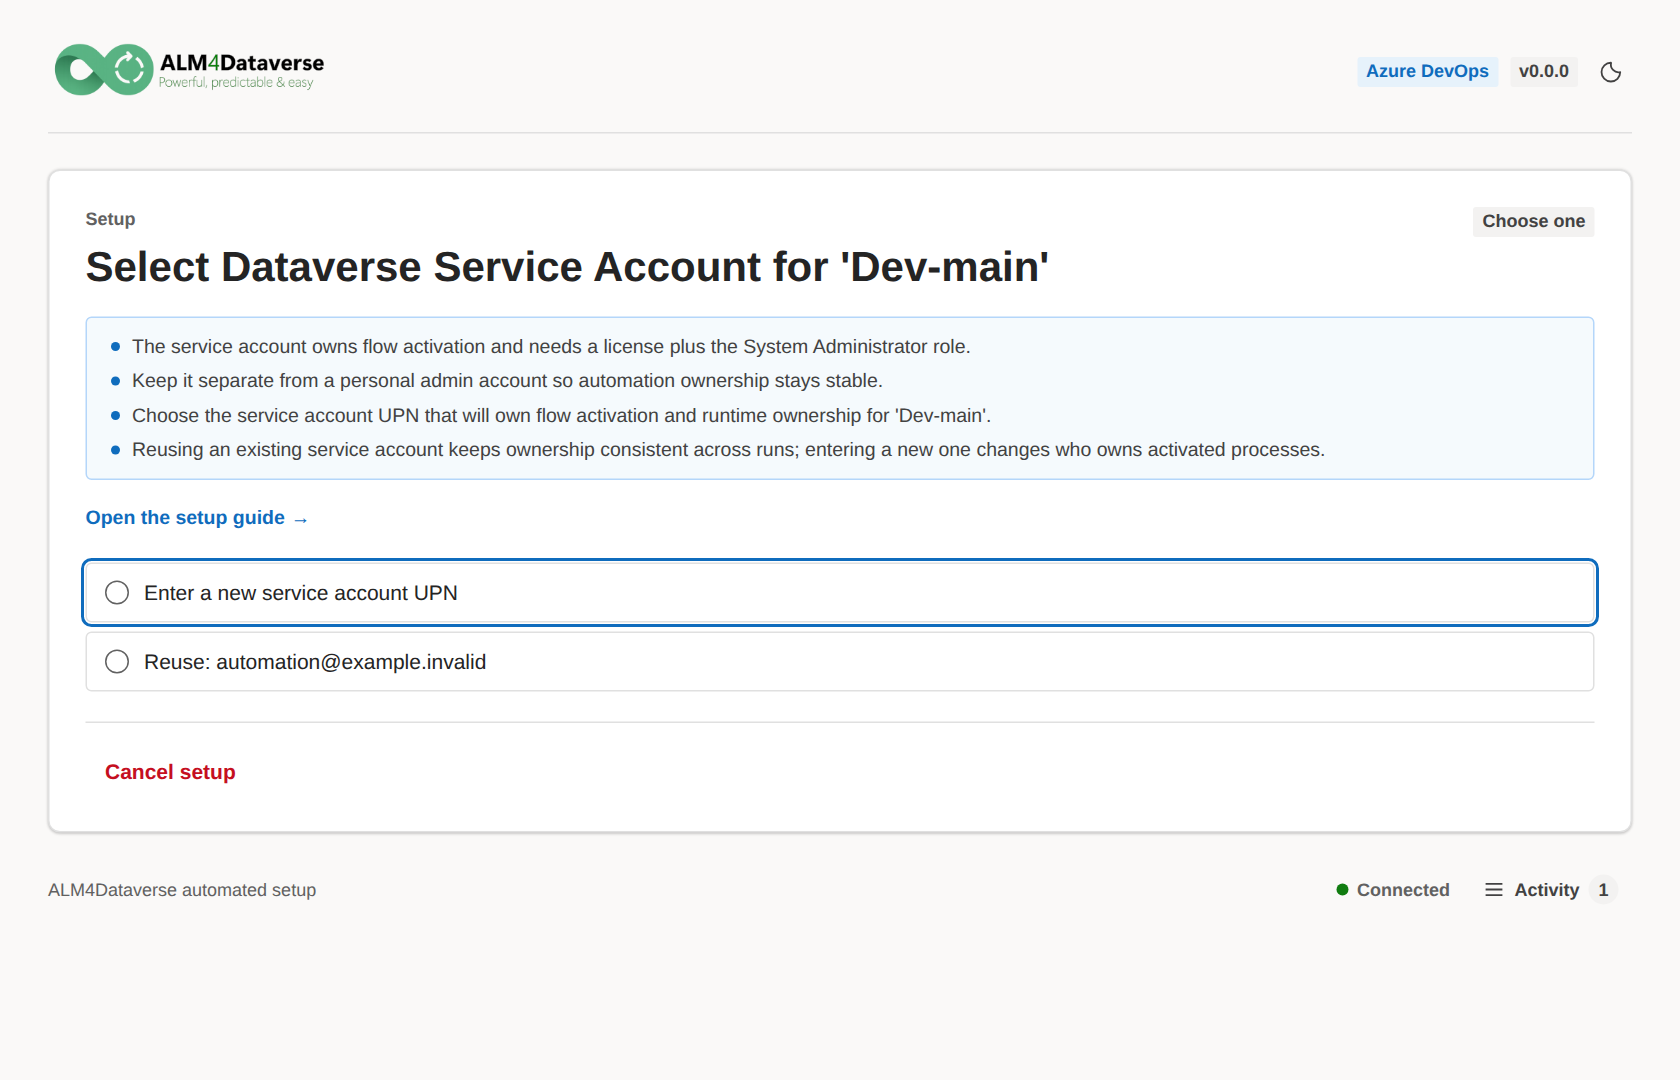 ALM4Dataverse
Powerful, predictable & easy
Azure DevOps
v0.0.0
Setup
Choose one
Select Dataverse Service Account for 'Dev-main'
The service account owns flow activation and needs a license plus the System Administrator role.
Keep it separate from a personal admin account so automation ownership stays stable.
Choose the service account UPN that will own flow activation and runtime ownership for 'Dev-main'.
Reusing an existing service account keeps ownership consistent across runs; entering a new one changes who owns activated processes.
Open the setup guide →
Enter a new service account UPN
Reuse: automation@example.invalid
Cancel setup
ALM4Dataverse automated setup
Connected
Activity 1